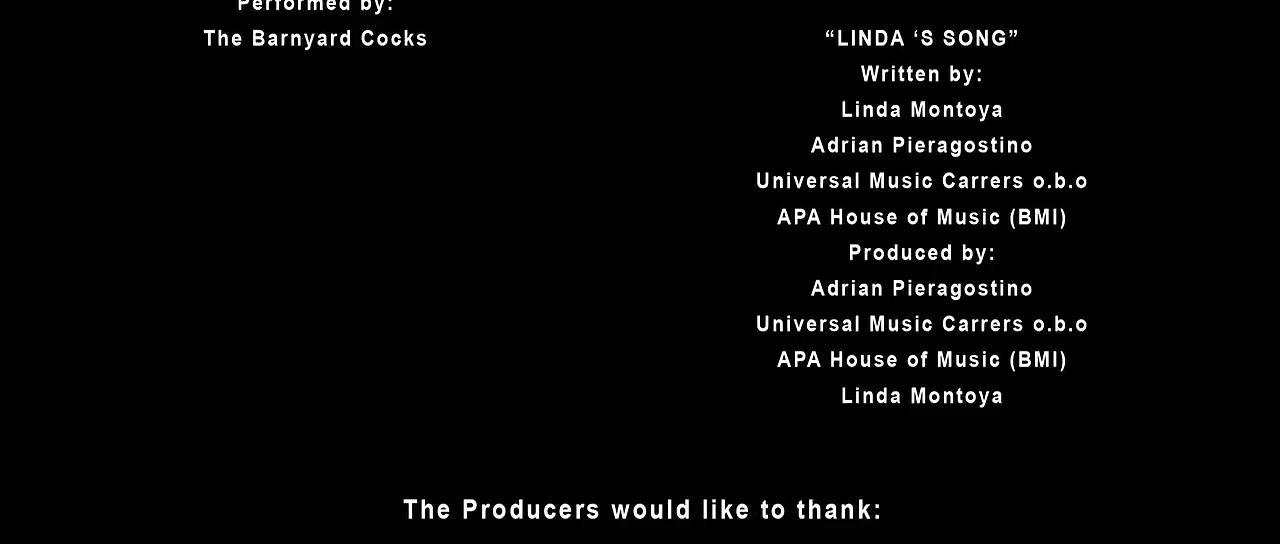 Performed by:
The Barnyard Cocks
“LINDA ‘S SONG”
Written by:
Linda Montoya
Adrian Pieragostino
Universal Music Carrers o.b.o
APA House of Music (BMI)
Produced by:
Adrian Pieragostino
Universal Music Carrers o.b.o
APA House of Music (BMI)
Linda Montoya
The Producers would like to thank: